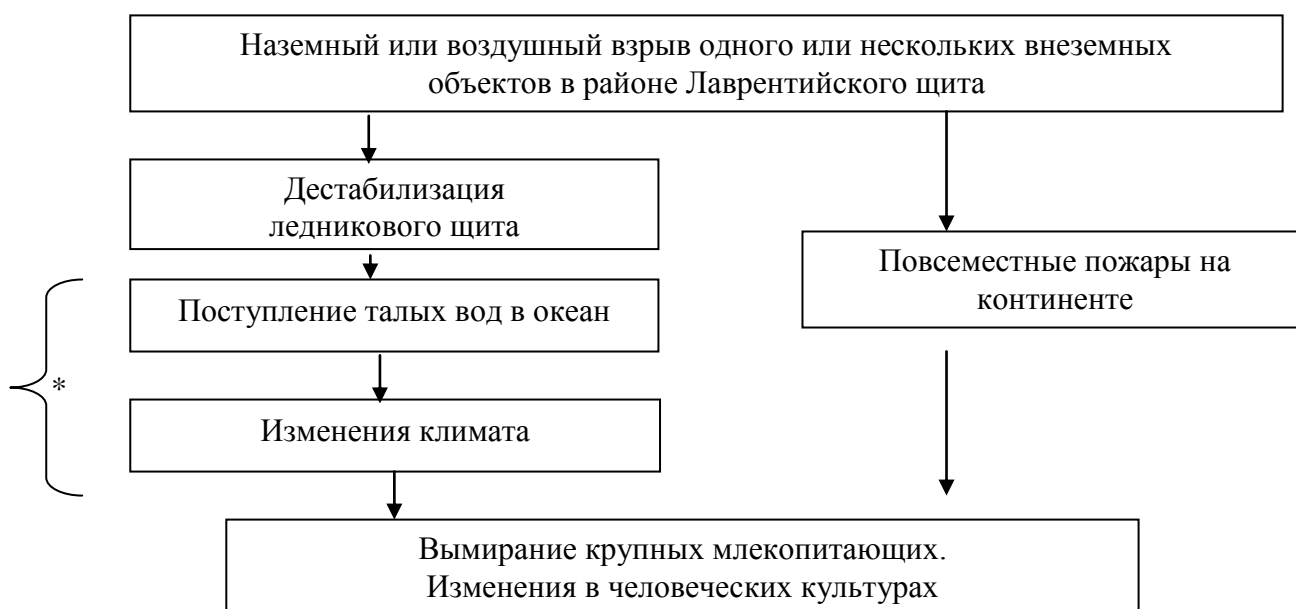 Наземный или воздушный взрыв одного или нескольких внеземных
объектов в районе Лаврентийского щита
Дестабилизация
ледникового щита
Повсеместные пожары на
континенте
Поступление талых вод в океан
*
Изменения климата
Вымирание крупных млекопитающих.
Изменения в человеческих культурах